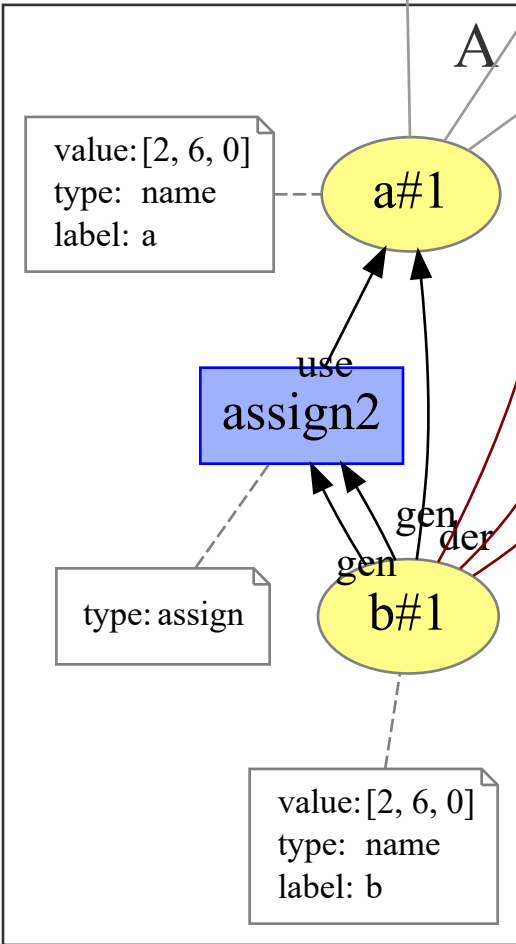 A
value: [2, 6, 0]
type: name
label: a
a#1
use
assign2
gen
der
gen
type: assign
b#1
value: [2, 6, 0]
type: name
label: b